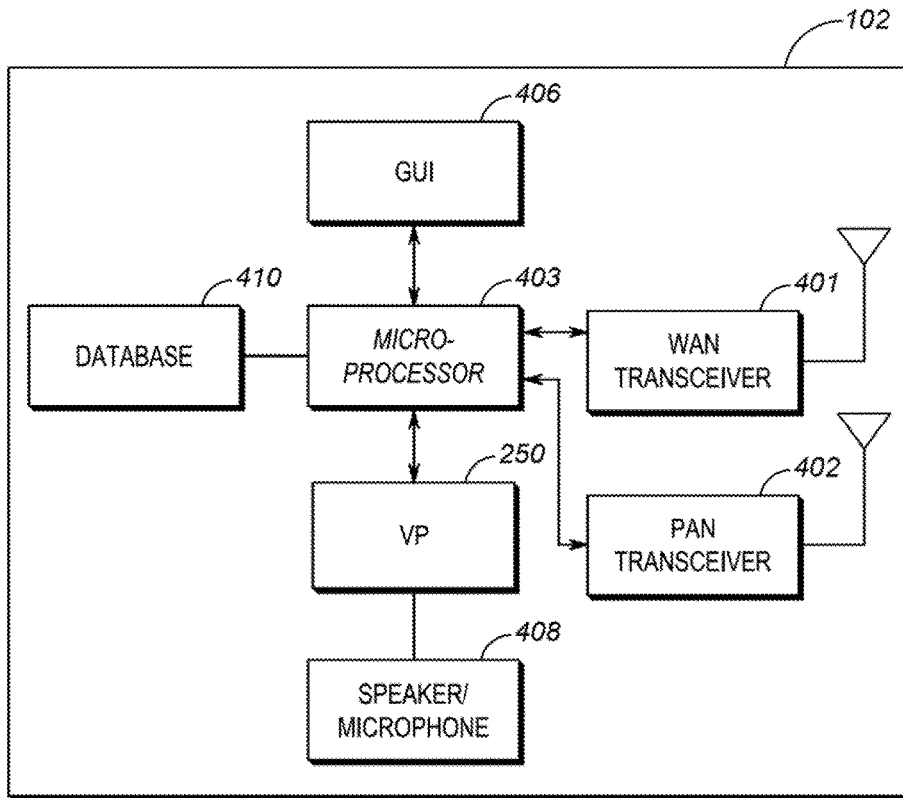 102
406
GUI
410
DATABASE
403
MICRO-
PROCESSOR
401
WAN
TRANSCEIVER
250
VP
402
PAN
TRANSCEIVER
408
SPEAKER/
MICROPHONE